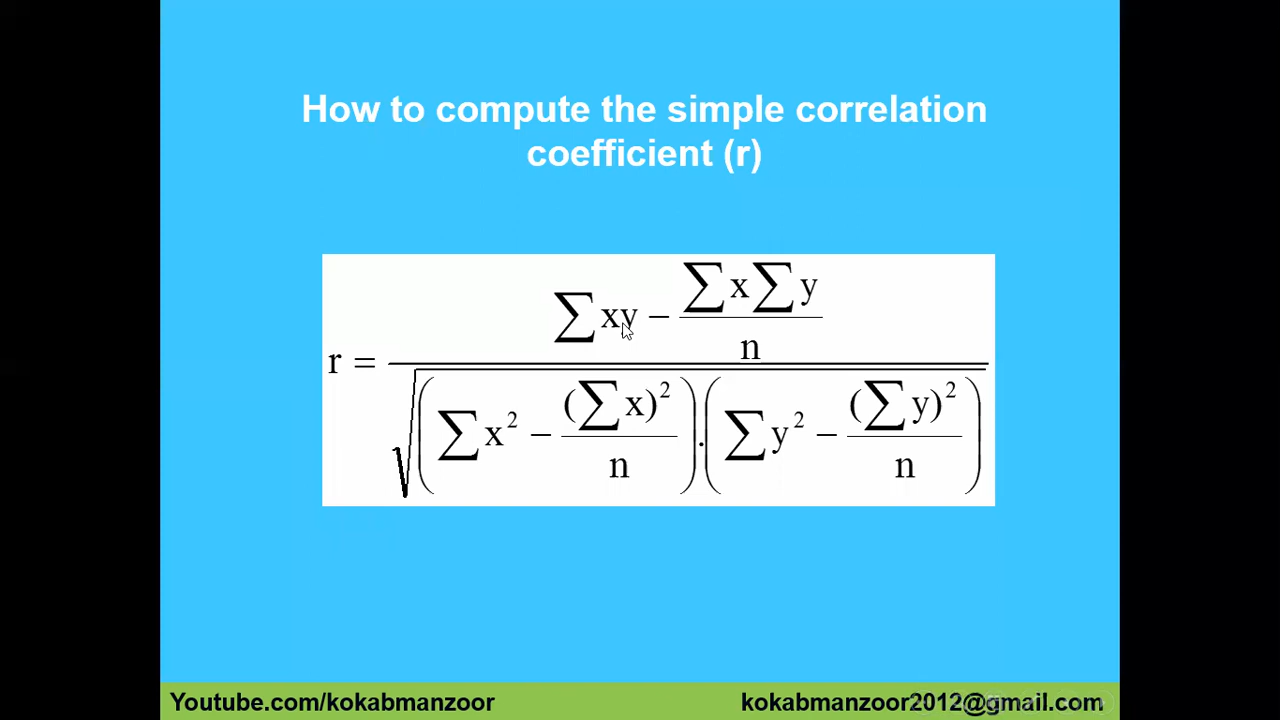 How to compute the simple correlation
coefficient (r)
r = (∑xy − (∑x∑y)/n) / √((∑x² − (∑x)²/n).(∑y² − (∑y)²/n))
Youtube.com/kokabmanzoor
kokabmanzoor2012@gmail.com